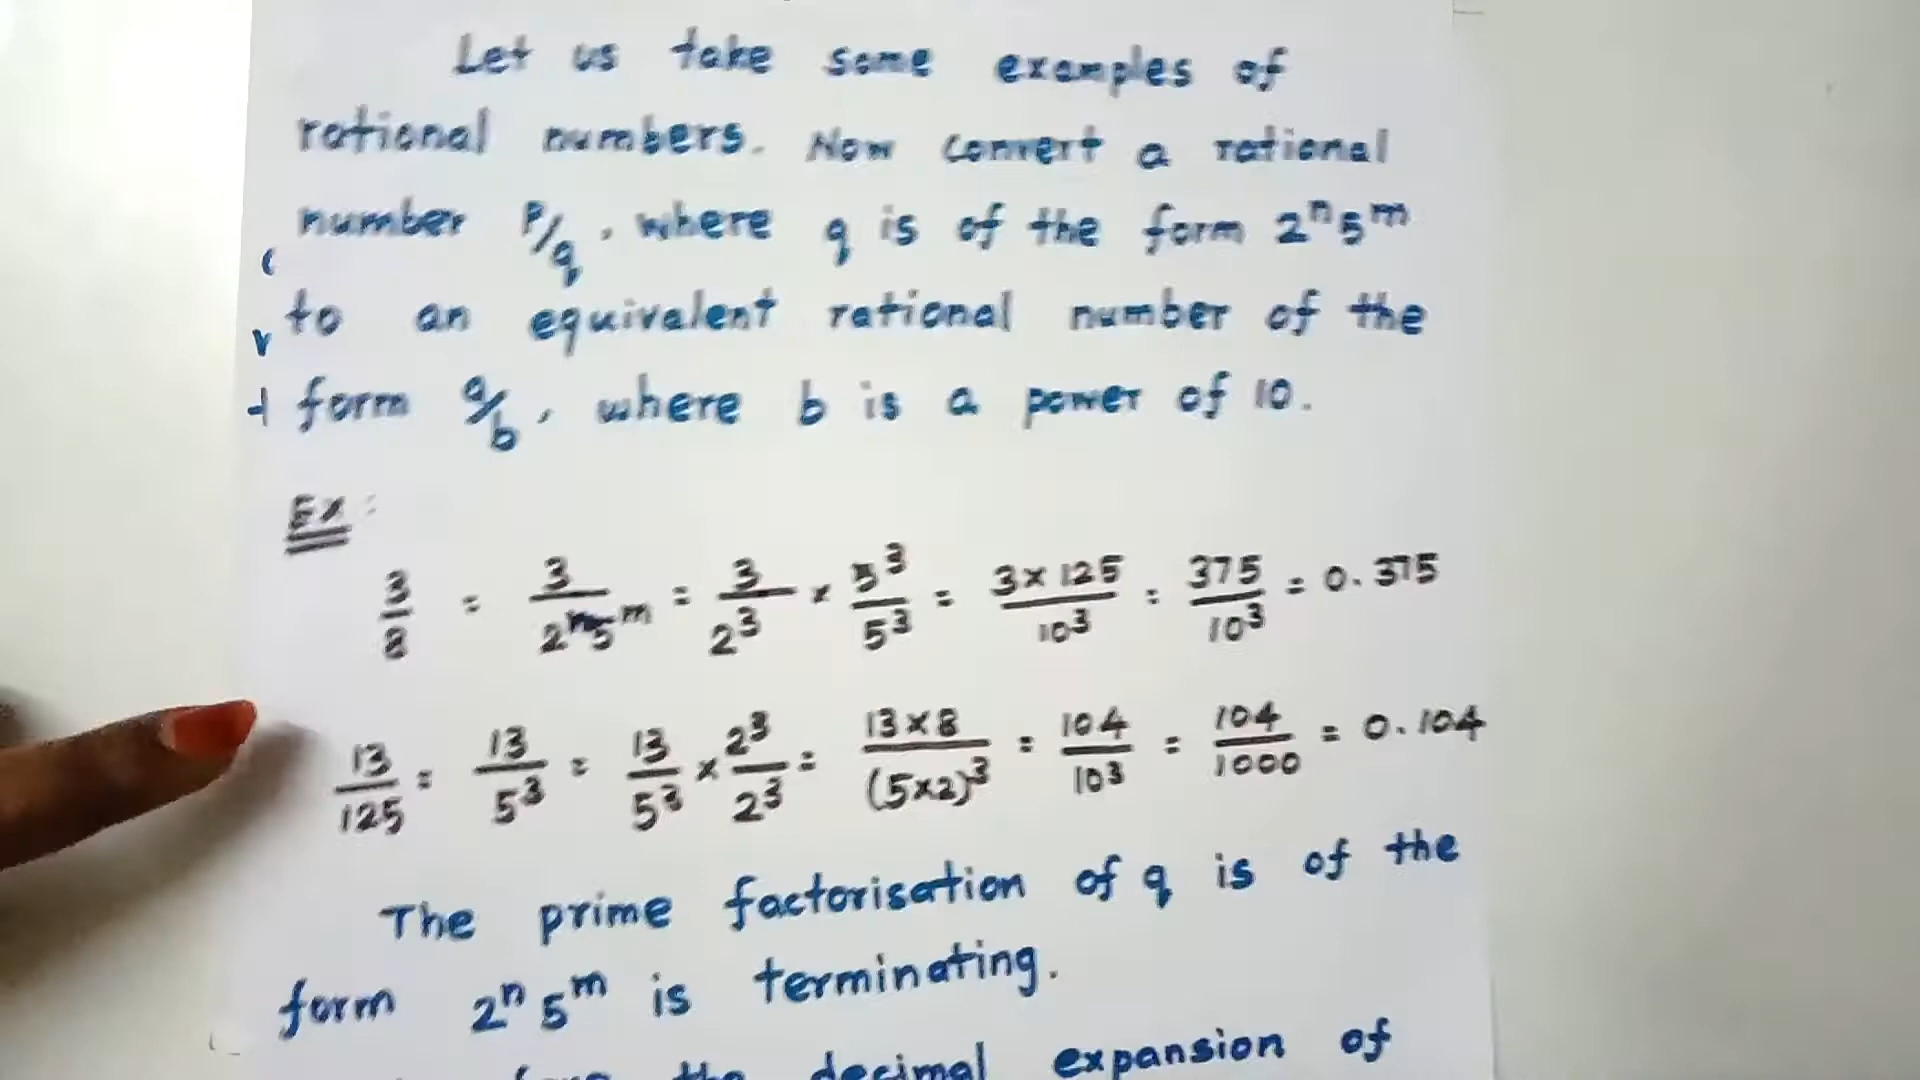 Let us take some examples of
rational numbers. Now convert a rational
number p/q, where q is of the form 2ⁿ5ᵐ
to an equivalent rational number of the
form a/b, where b is a power of 10.
Ex:
3/8 = 3/2ⁿ5ᵐ = 3/2³ × 5³/5³ = 3×125/10³ = 375/10³ = 0.375
13/125 = 13/5³ = 13/5³ × 2³/2³ = 13×8/(5×2)³ = 104/10³ = 104/1000 = 0.104
The prime factorisation of q is of the
form 2ⁿ5ᵐ is terminating.
the decimal expansion of